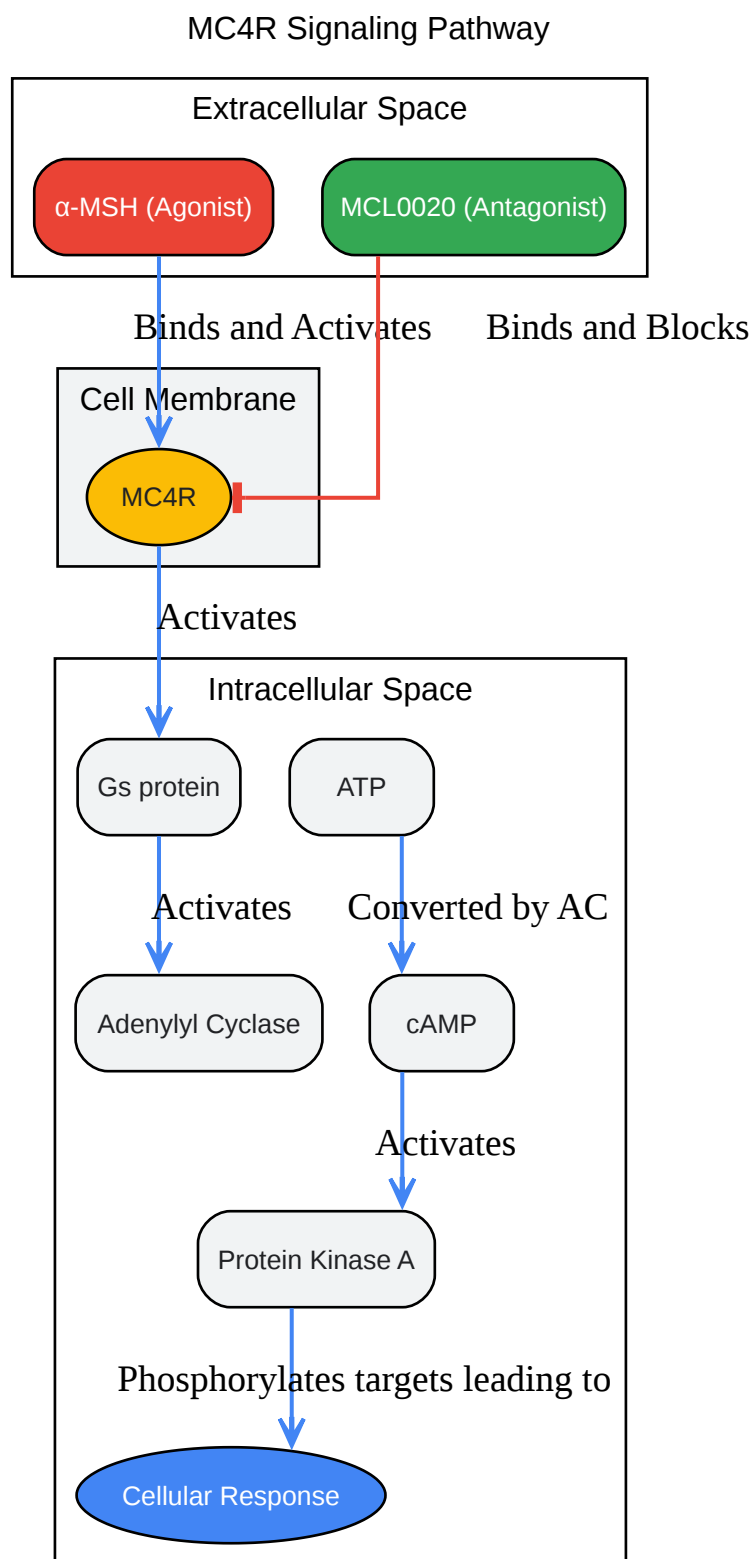 MC4R Signaling Pathway
Extracellular Space
α-MSH (Agonist)
MCL0020 (Antagonist)
Binds and Activates
Binds and Blocks
Cell Membrane
MC4R
Activates
Intracellular Space
Gs protein
ATP
Activates
Converted by AC
Adenylyl Cyclase
cAMP
Activates
Protein Kinase A
Phosphorylates targets leading to
Cellular Response